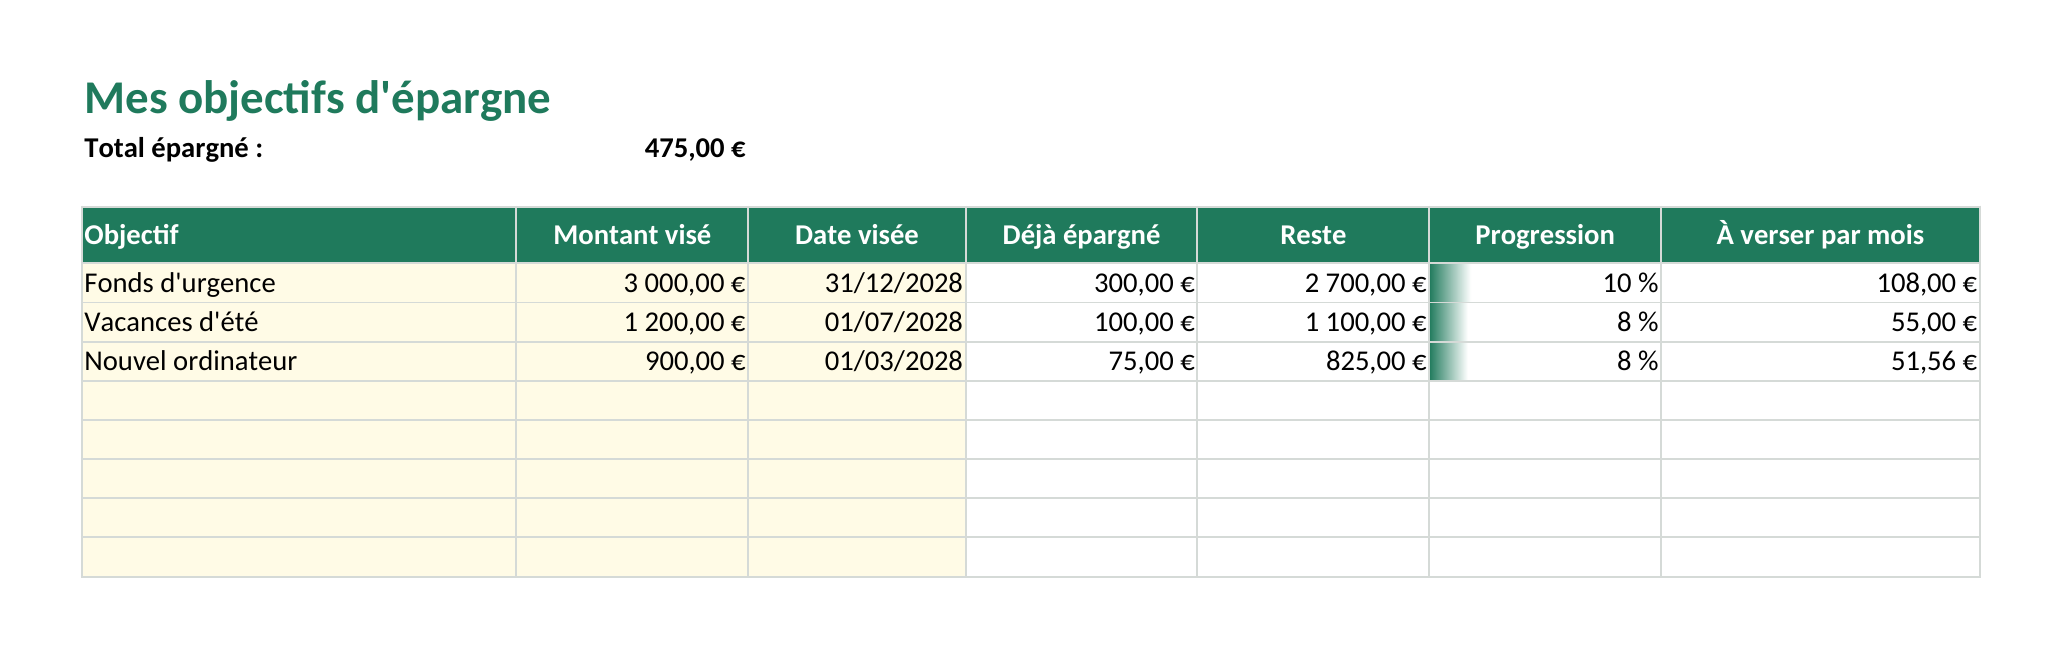 Mes objectifs d'épargne
Total épargné : 475,00 €
Objectif Montant visé Date visée Déjà épargné Reste Progression À verser par mois
Fonds d'urgence 3 000,00 € 31/12/2028 300,00 € 2 700,00 € 10 % 108,00 €
Vacances d'été 1 200,00 € 01/07/2028 100,00 € 1 100,00 € 8 % 55,00 €
Nouvel ordinateur 900,00 € 01/03/2028 75,00 € 825,00 € 8 % 51,56 €